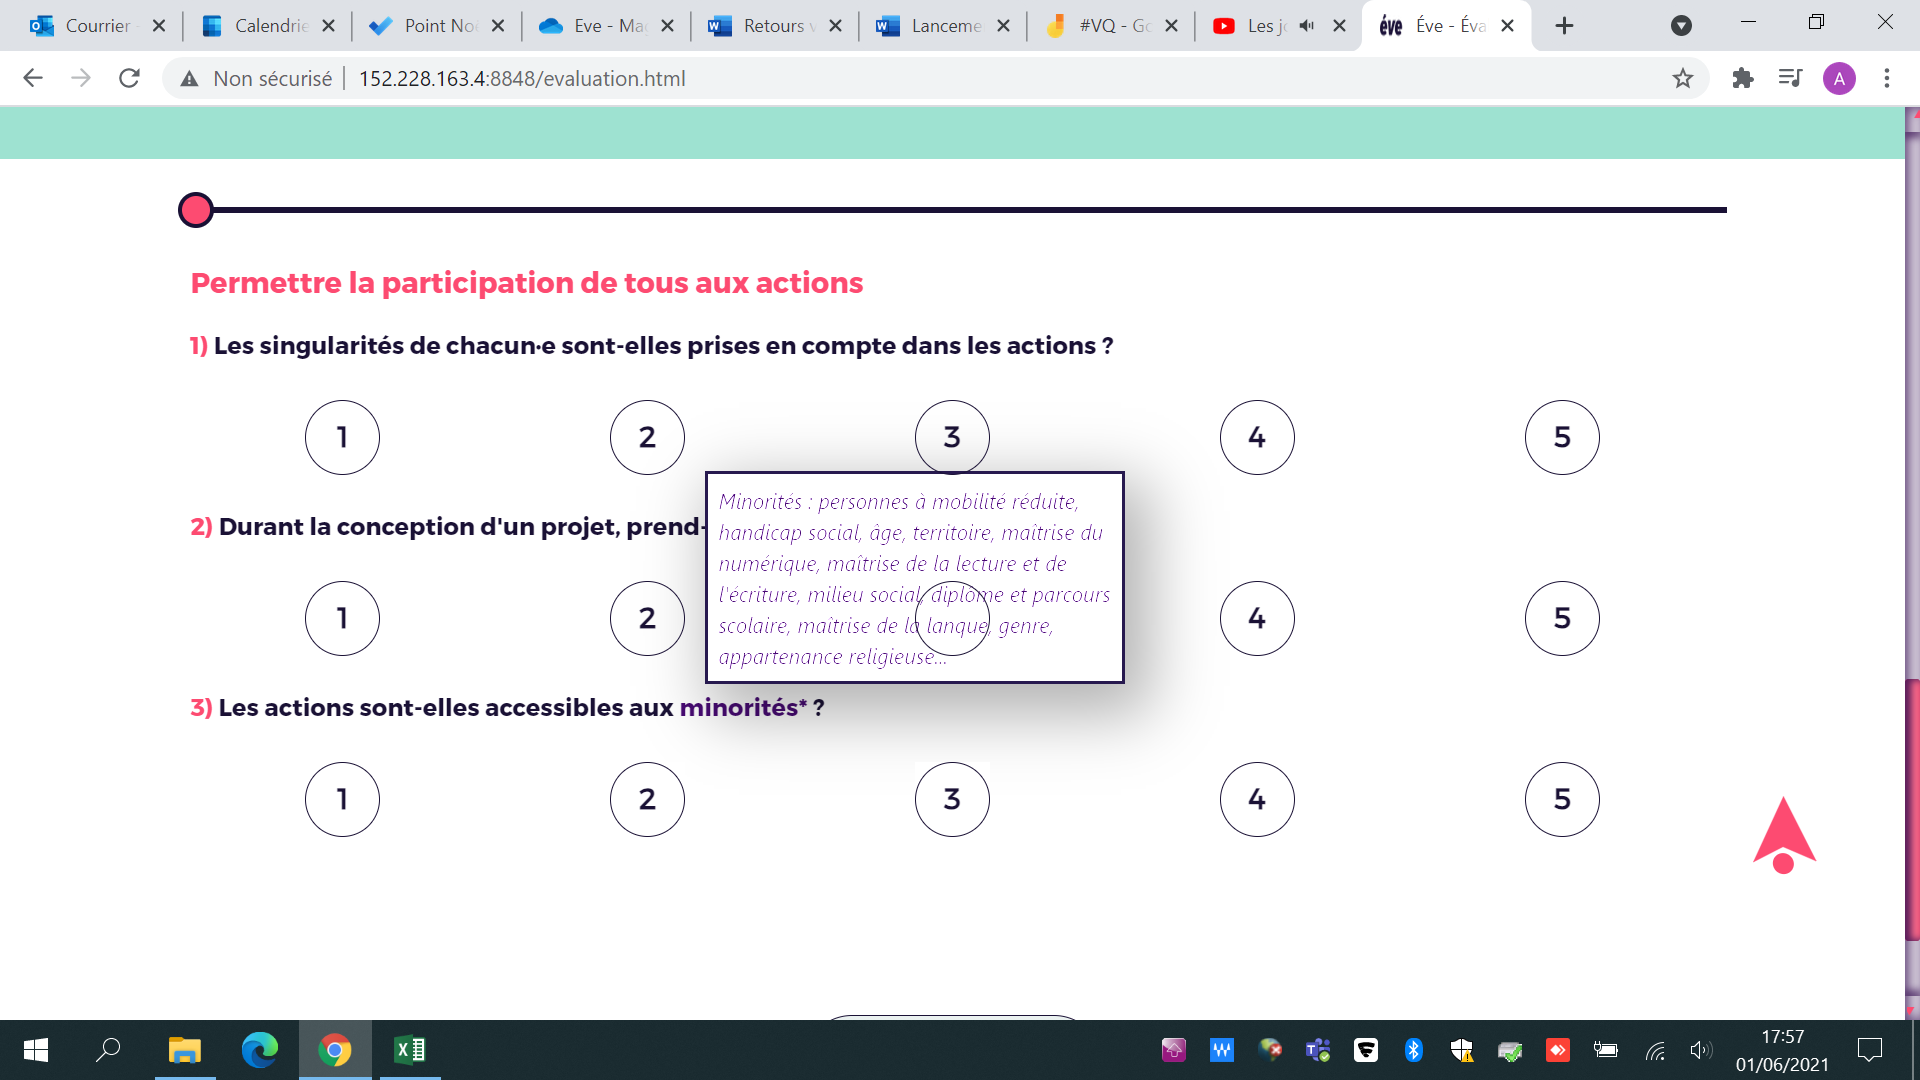 Courrier
Calendrie
Point No
Eve - Mag
Retours v
Lanceme
#VQ - Go
Les jo
éve Éve - Éva
Non sécurisé 152.228.163.4:8848/evaluation.html
A
Permettre la participation de tous aux actions
1) Les singularités de chacun·e sont-elles prises en compte dans les actions ?
1 2 3 4 5
2) Durant la conception d'un projet, prend-
Minorités : personnes à mobilité réduite,
handicap social, âge, territoire, maîtrise du
numérique, maîtrise de la lecture et de
l'écriture, milieu social, diplôme et parcours
scolaire, maîtrise de la langue, genre,
appartenance religieuse...
1 2 4 5
3) Les actions sont-elles accessibles aux minorités* ?
1 2 3 4 5
17:57
01/06/2021